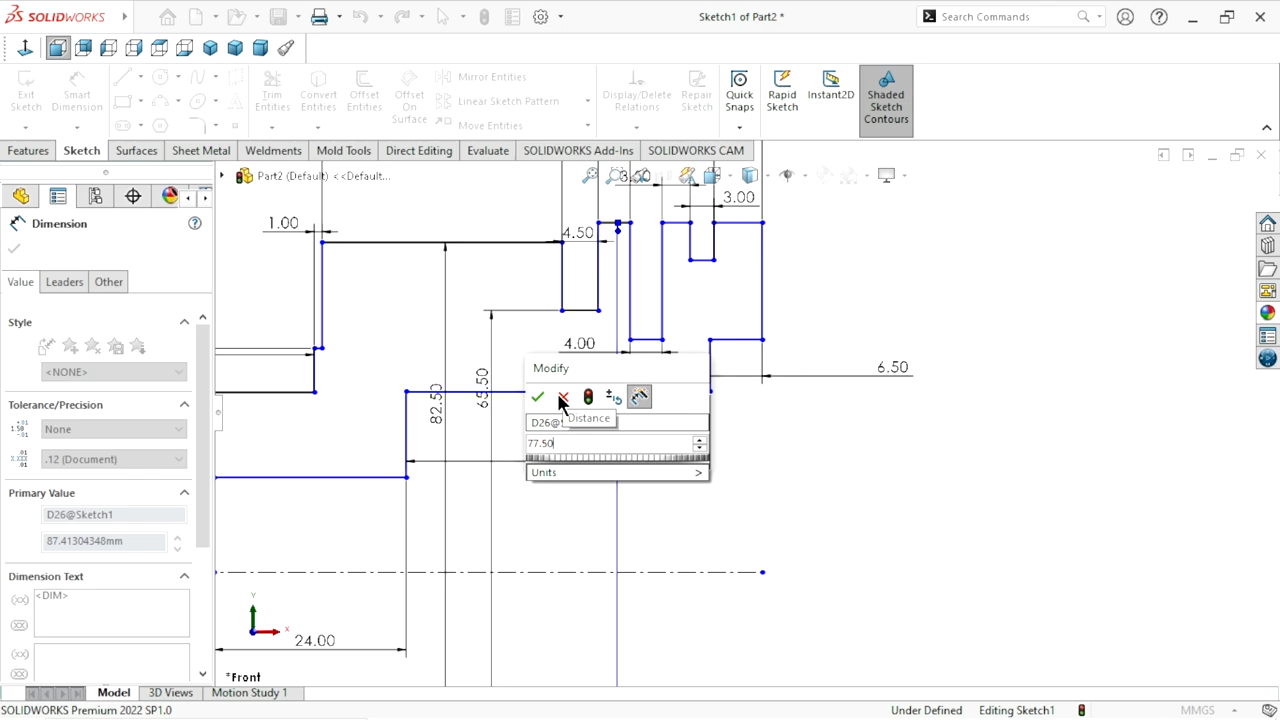 SOLIDWORKS
Sketch1 of Part2 *
Search Commands
Exit Sketch
Smart Dimension
Trim Entities
Convert Entities
Offset Entities
Offset On Surface
Mirror Entities
Linear Sketch Pattern
Move Entities
Display/Delete Relations
Repair Sketch
Quick Snaps
Rapid Sketch
Instant2D
Shaded Sketch Contours
Features
Sketch
Surfaces
Sheet Metal
Weldments
Mold Tools
Direct Editing
Evaluate
SOLIDWORKS Add-Ins
SOLIDWORKS CAM
Part2 (Default) <<Default...
Dimension
Value
Leaders
Other
Style
<NONE>
Tolerance/Precision
None
.12 (Document)
Primary Value
D26@Sketch1
87.41304348mm
Dimension Text
<DIM>
1.00
4.50
3.00
4.00
6.50
82.50
65.50
24.00
Modify
Distance
77.50
Units >
Y
X
*Front
Model
3D Views
Motion Study 1
SOLIDWORKS Premium 2022 SP1.0
Under Defined
Editing Sketch1
MMGS